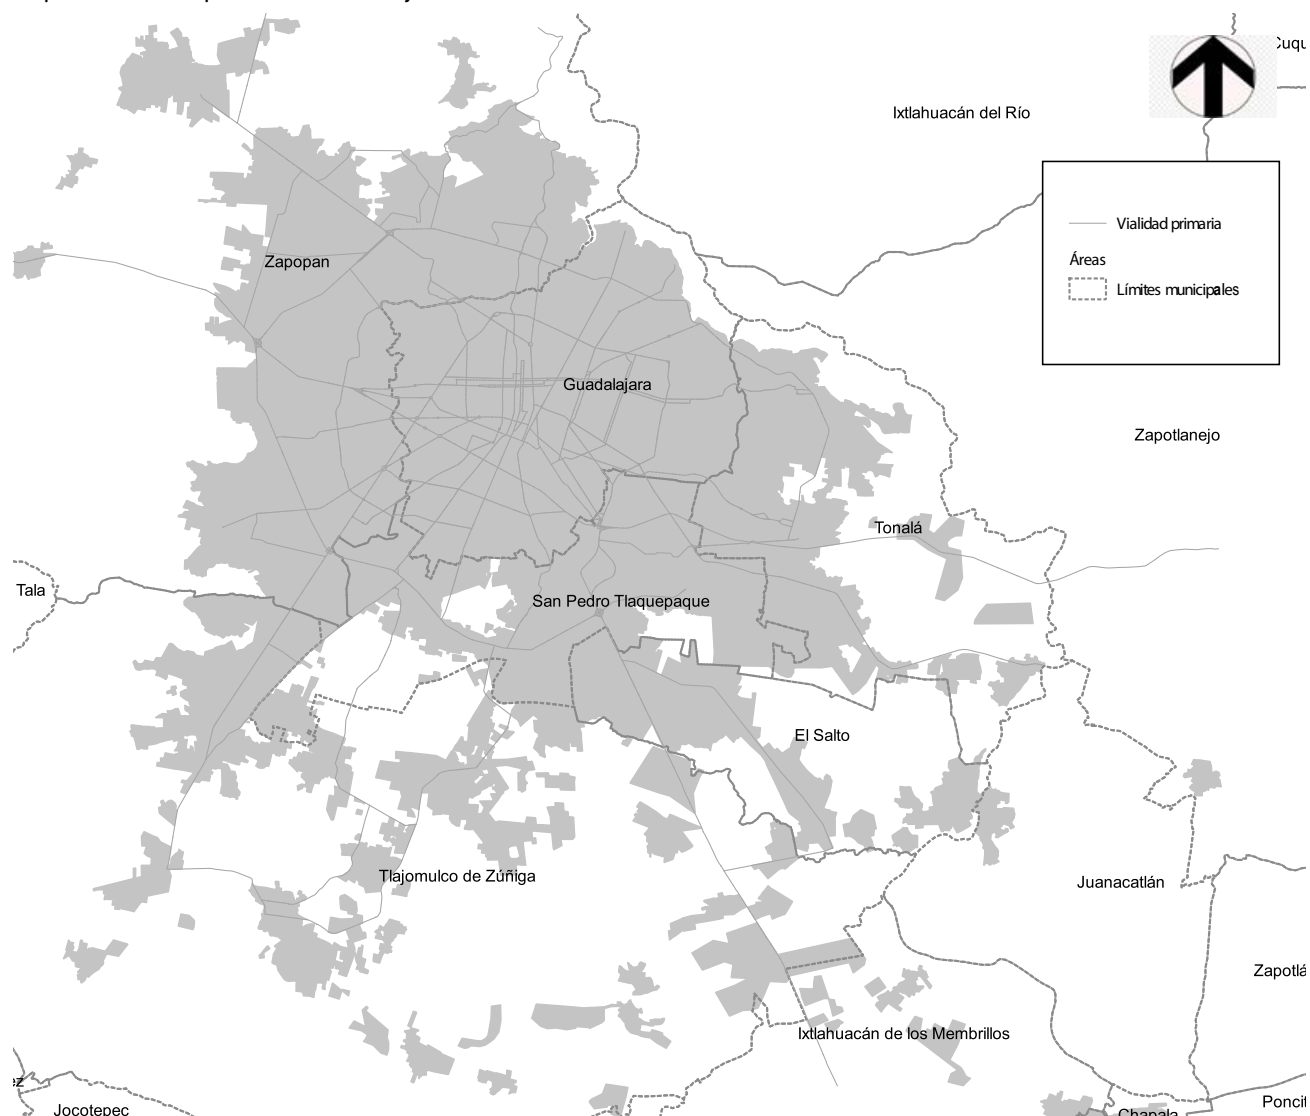 Ixtlahuacán del Río
Vialidad primaria
Áreas
Límites municipales
Zapopan
Guadalajara
Zapotlanejo
Tonalá
Tala
San Pedro Tlaquepaque
El Salto
Tlajomulco de Zúñiga
Juanacatlán
Ixtlahuacán de los Membrillos
Jocotepec
Chapala